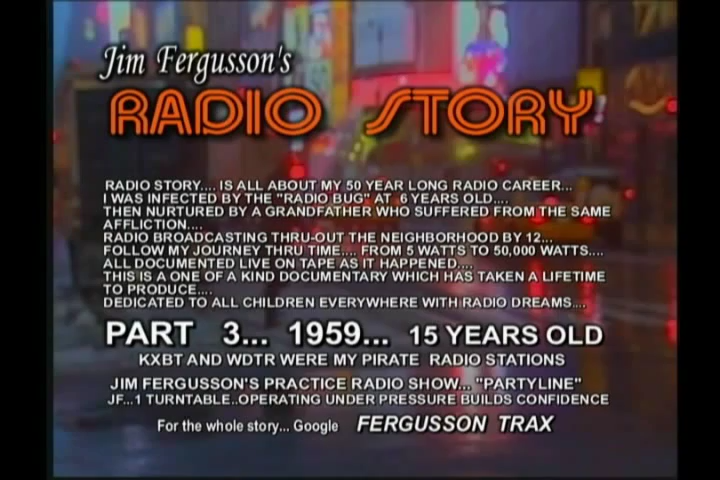 Jim Fergusson's
RADIO STORY
RADIO STORY.... IS ALL ABOUT MY 50 YEAR LONG RADIO CAREER...
I WAS INFECTED BY THE "RADIO BUG" AT 6 YEARS OLD....
THEN NURTURED BY A GRANDFATHER WHO SUFFERED FROM THE SAME
AFFLICTION....
RADIO BROADCASTING THRU-OUT THE NEIGHBORHOOD BY 12...
FOLLOW MY JOURNEY THRU TIME.... FROM 5 WATTS TO 50,000 WATTS....
ALL DOCUMENTED LIVE ON TAPE AS IT HAPPENED....
THIS IS A ONE OF A KIND DOCUMENTARY WHICH HAS TAKEN A LIFETIME
TO PRODUCE....
DEDICATED TO ALL CHILDREN EVERYWHERE WITH RADIO DREAMS....
PART 3... 1959... 15 YEARS OLD
KXBT AND WDTR WERE MY PIRATE RADIO STATIONS
JIM FERGUSSON'S PRACTICE RADIO SHOW... "PARTYLINE"
JF...1 TURNTABLE..OPERATING UNDER PRESSURE BUILDS CONFIDENCE
For the whole story... Google FERGUSSON TRAX